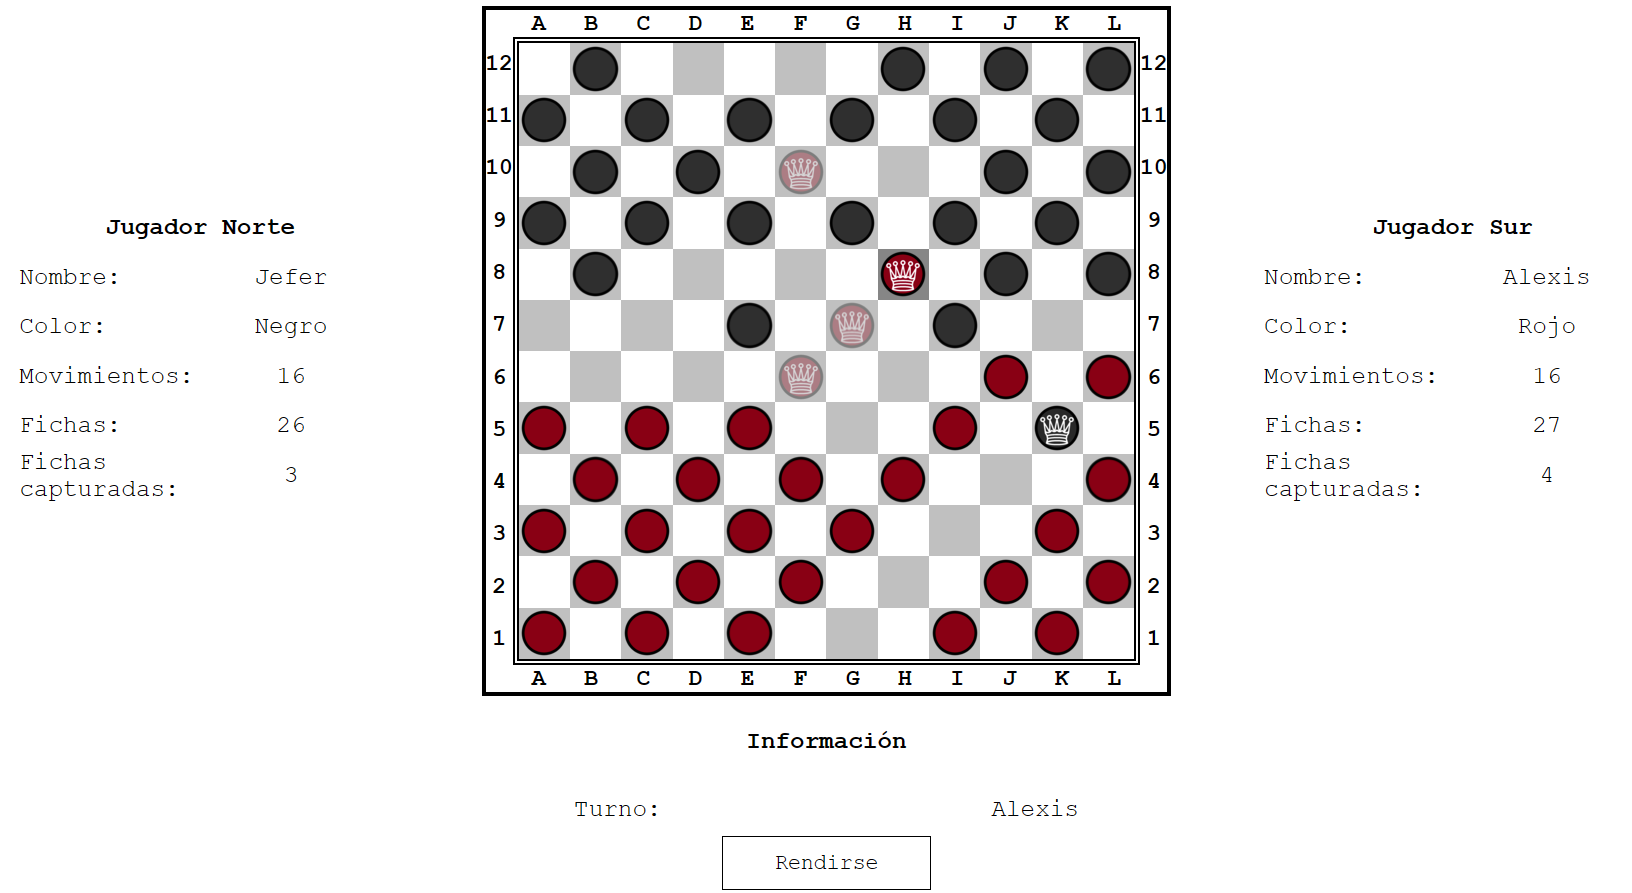 A B C D E F G H I J K L
12 12
11 11
10 10
9 9
8 8
7 7
6 6
5 5
4 4
3 3
2 2
1 1
A B C D E F G H I J K L
Jugador Norte
Nombre: Jefer
Color: Negro
Movimientos: 16
Fichas: 26
Fichas
capturadas: 3
Jugador Sur
Nombre: Alexis
Color: Rojo
Movimientos: 16
Fichas: 27
Fichas
capturadas: 4
Información
Turno: Alexis
Rendirse